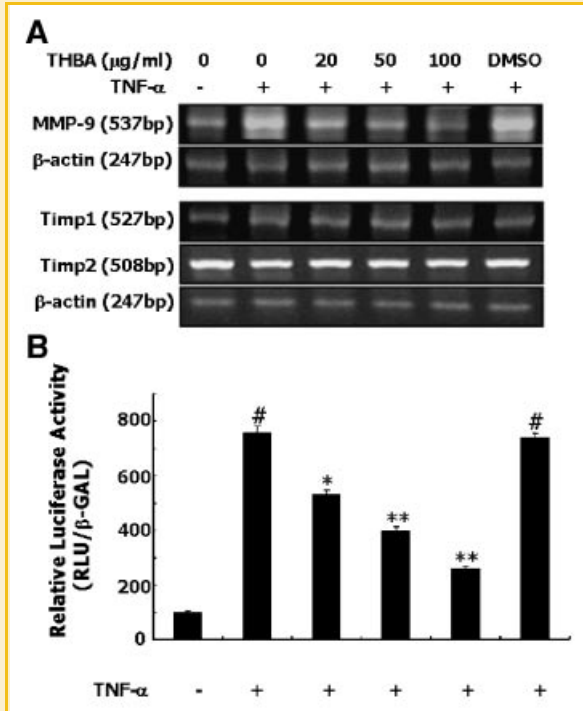 A
THBA (μg/ml) 0 0 20 50 100 DMSO
TNF-α - + + + + +
MMP-9 (537bp)
β-actin (247bp)
Timp1 (527bp)
Timp2 (508bp)
β-actin (247bp)
B
Relative Luciferase Activity
(RLU/β-GAL)
800
600
400
200
0
# * ** ** #
TNF-α - + + + + +